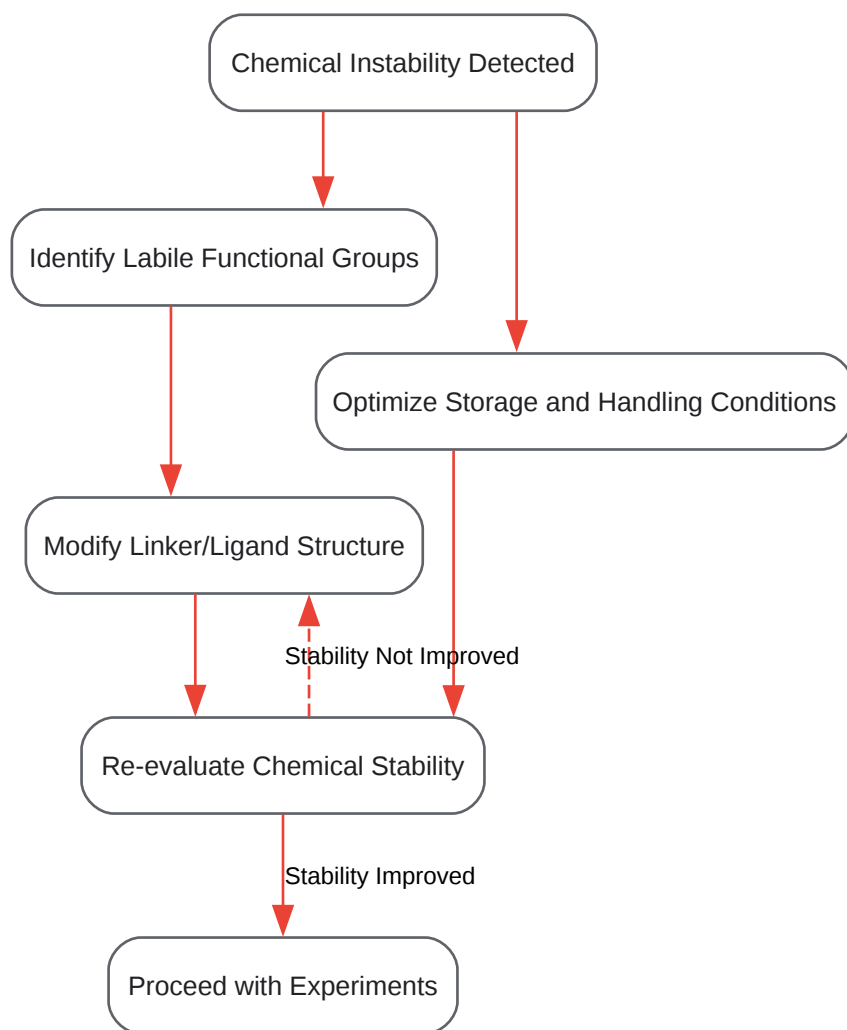 Chemical Instability Detected
Identify Labile Functional Groups
Optimize Storage and Handling Conditions
Modify Linker/Ligand Structure
Stability Not Improved
Re-evaluate Chemical Stability
Stability Improved
Proceed with Experiments